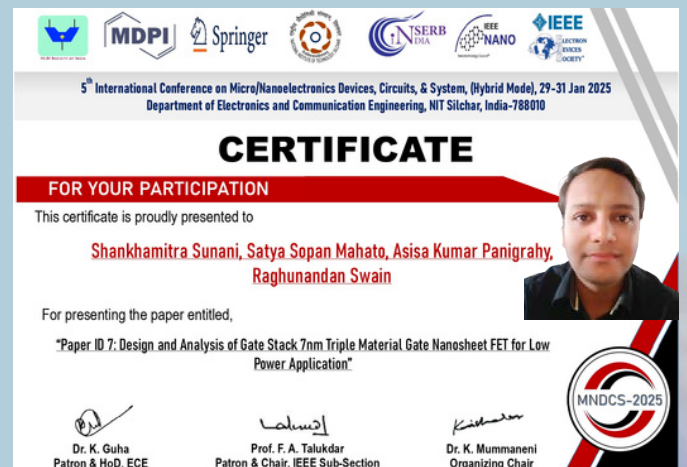 MDPI
Springer
SERB
INDIA
IEEE
NANO
IEEE
ELECTRON
DEVICES
SOCIETY
5th International Conference on Micro/Nanoelectronics Devices, Circuits, & System, (Hybrid Mode), 29-31 Jan 2025
Department of Electronics and Communication Engineering, NIT Silchar, India-788010
CERTIFICATE
FOR YOUR PARTICIPATION
This certificate is proudly presented to
Shankhamitra Sunani, Satya Sopan Mahato, Asisa Kumar Panigrahy,
Raghunandan Swain
For presenting the paper entitled,
"Paper ID 7: Design and Analysis of Gate Stack 7nm Triple Material Gate Nanosheet FET for Low
Power Application"
MNDCS-2025
Dr. K. Guha
Patron & HoD, ECE
Prof. F. A. Talukdar
Patron & Chair, IEEE Sub-Section
Dr. K. Mummaneni
Organizing Chair